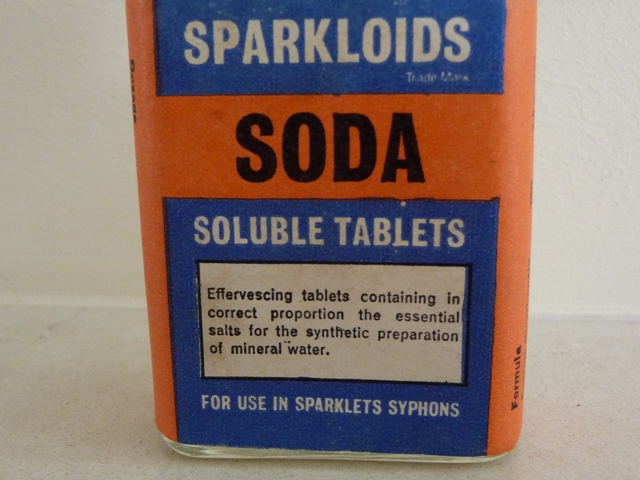 SPARKLOIDS
Trade Mark
SODA
SOLUBLE TABLETS
Effervescing tablets containing in
correct proportion the essential
salts for the synthetic preparation
of mineral water.
FOR USE IN SPARKLETS SYPHONS
Dosage
Formula